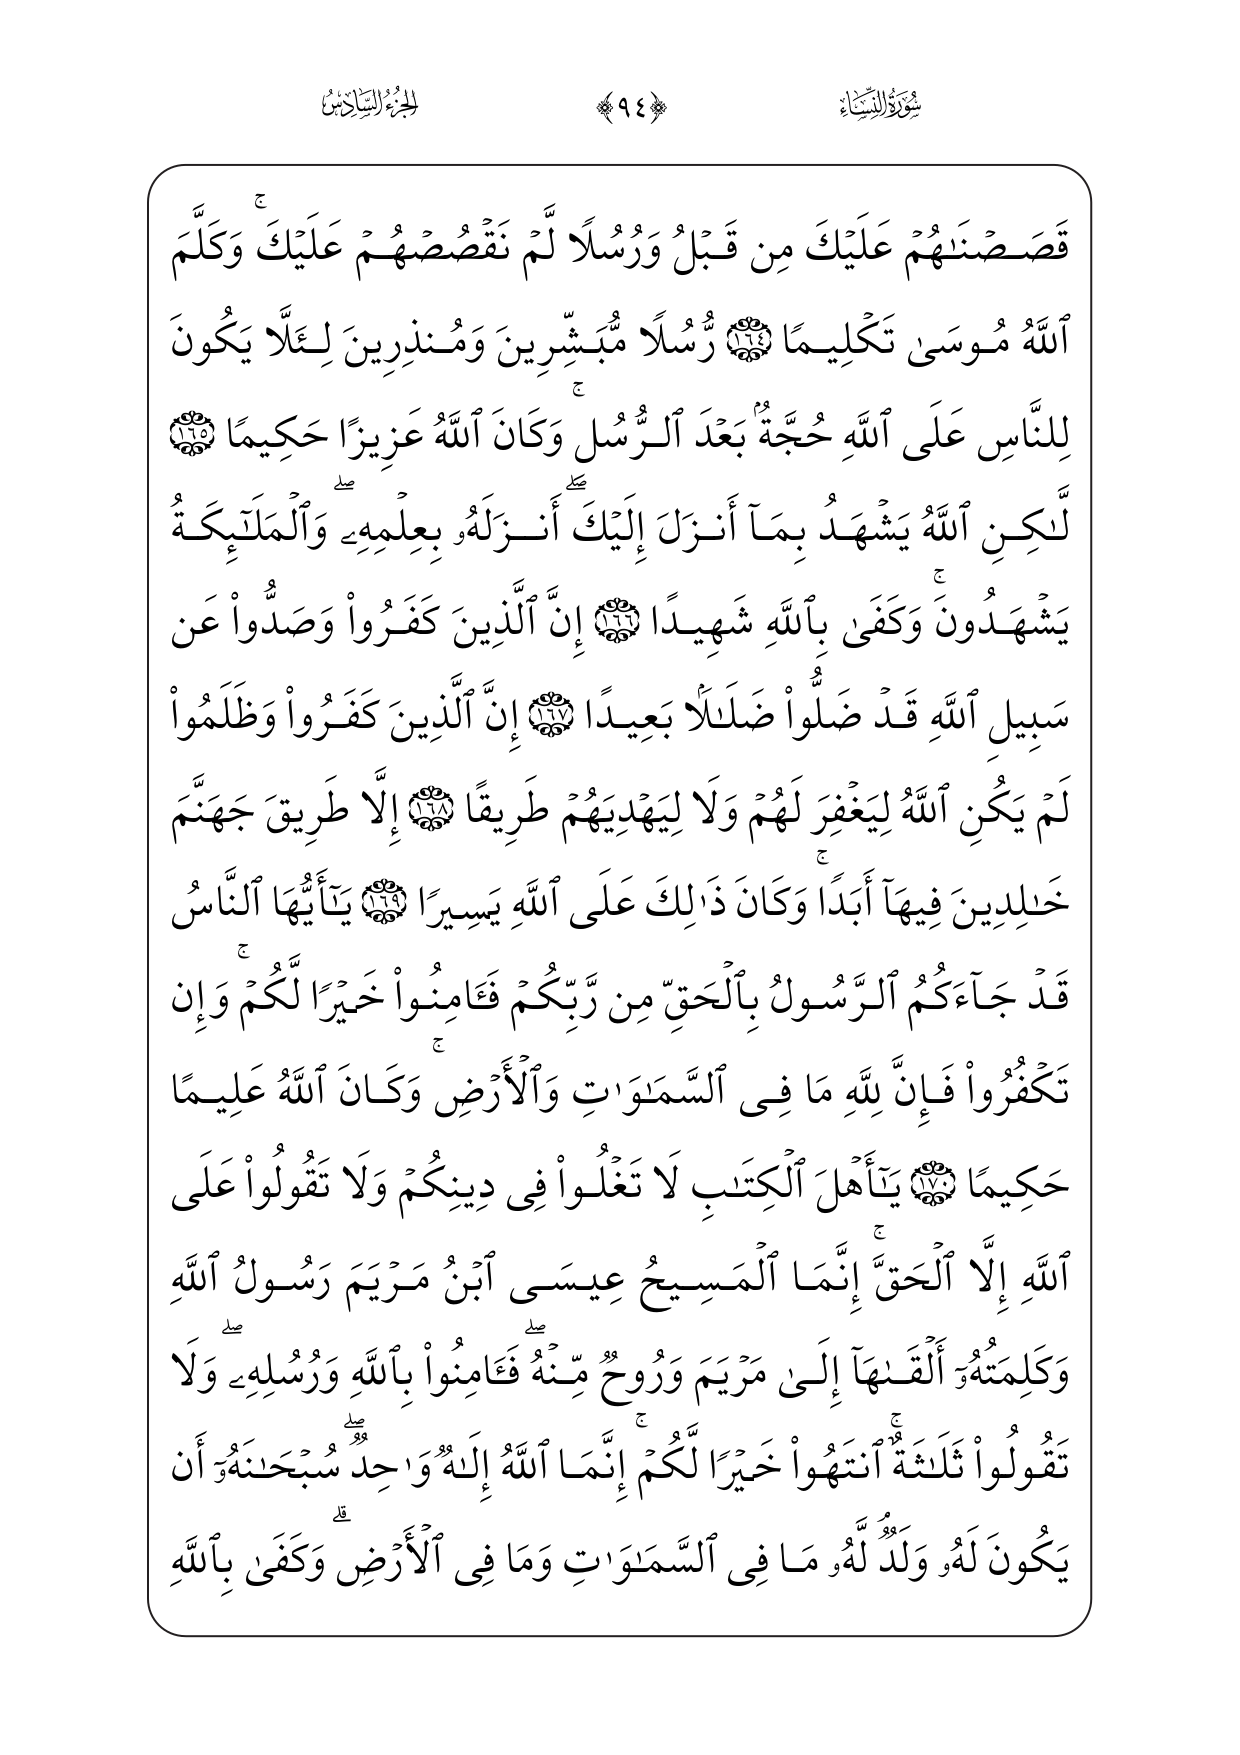 سُورَةُ النِّسَاءِ ﴿٩٤﴾ الجُزْءُ السَّادِسُ
قَصَصۡنَٰهُمۡ عَلَيۡكَ مِن قَبۡلُ وَرُسُلٗا لَّمۡ نَقۡصُصۡهُمۡ عَلَيۡكَۚ وَكَلَّمَ
ٱللَّهُ مُوسَىٰ تَكۡلِيمٗا ١٦٤ رُّسُلٗا مُّبَشِّرِينَ وَمُنذِرِينَ لِئَلَّا يَكُونَ
لِلنَّاسِ عَلَى ٱللَّهِ حُجَّةُۢ بَعۡدَ ٱلرُّسُلِۚ وَكَانَ ٱللَّهُ عَزِيزًا حَكِيمٗا ١٦٥
لَّٰكِنِ ٱللَّهُ يَشۡهَدُ بِمَآ أَنزَلَ إِلَيۡكَۖ أَنزَلَهُۥ بِعِلۡمِهِۦۖ وَٱلۡمَلَٰٓئِكَةُ
يَشۡهَدُونَۚ وَكَفَىٰ بِٱللَّهِ شَهِيدًا ١٦٦ إِنَّ ٱلَّذِينَ كَفَرُواْ وَصَدُّواْ عَن
سَبِيلِ ٱللَّهِ قَدۡ ضَلُّواْ ضَلَٰلَۢا بَعِيدًا ١٦٧ إِنَّ ٱلَّذِينَ كَفَرُواْ وَظَلَمُواْ
لَمۡ يَكُنِ ٱللَّهُ لِيَغۡفِرَ لَهُمۡ وَلَا لِيَهۡدِيَهُمۡ طَرِيقًا ١٦٨ إِلَّا طَرِيقَ جَهَنَّمَ
خَٰلِدِينَ فِيهَآ أَبَدٗاۚ وَكَانَ ذَٰلِكَ عَلَى ٱللَّهِ يَسِيرٗا ١٦٩ يَٰٓأَيُّهَا ٱلنَّاسُ
قَدۡ جَآءَكُمُ ٱلرَّسُولُ بِٱلۡحَقِّ مِن رَّبِّكُمۡ فَـَٔامِنُواْ خَيۡرٗا لَّكُمۡۚ وَإِن
تَكۡفُرُواْ فَإِنَّ لِلَّهِ مَا فِي ٱلسَّمَٰوَٰتِ وَٱلۡأَرۡضِۚ وَكَانَ ٱللَّهُ عَلِيمًا
حَكِيمٗا ١٧٠ يَٰٓأَهۡلَ ٱلۡكِتَٰبِ لَا تَغۡلُواْ فِي دِينِكُمۡ وَلَا تَقُولُواْ عَلَى
ٱللَّهِ إِلَّا ٱلۡحَقَّۚ إِنَّمَا ٱلۡمَسِيحُ عِيسَى ٱبۡنُ مَرۡيَمَ رَسُولُ ٱللَّهِ
وَكَلِمَتُهُۥٓ أَلۡقَىٰهَآ إِلَىٰ مَرۡيَمَ وَرُوحٞ مِّنۡهُۖ فَـَٔامِنُواْ بِٱللَّهِ وَرُسُلِهِۦۖ وَلَا
تَقُولُواْ ثَلَٰثَةٌۚ ٱنتَهُواْ خَيۡرٗا لَّكُمۡۚ إِنَّمَا ٱللَّهُ إِلَٰهٞ وَٰحِدٞۖ سُبۡحَٰنَهُۥٓ أَن
يَكُونَ لَهُۥ وَلَدٞۘ لَّهُۥ مَا فِي ٱلسَّمَٰوَٰتِ وَمَا فِي ٱلۡأَرۡضِۗ وَكَفَىٰ بِٱللَّهِ